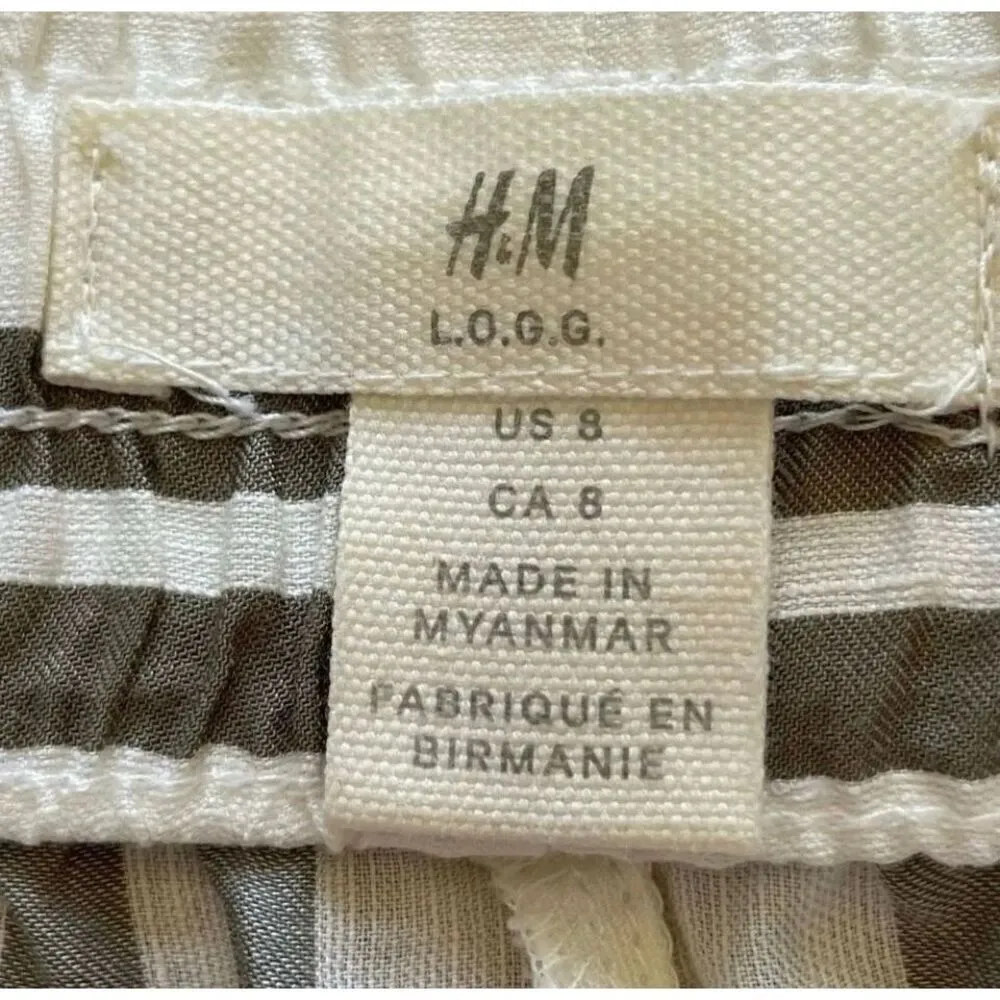 H&M
L.O.G.G.
US 8
CA 8
MADE IN
MYANMAR
FABRIQUÉ EN
BIRMANIE